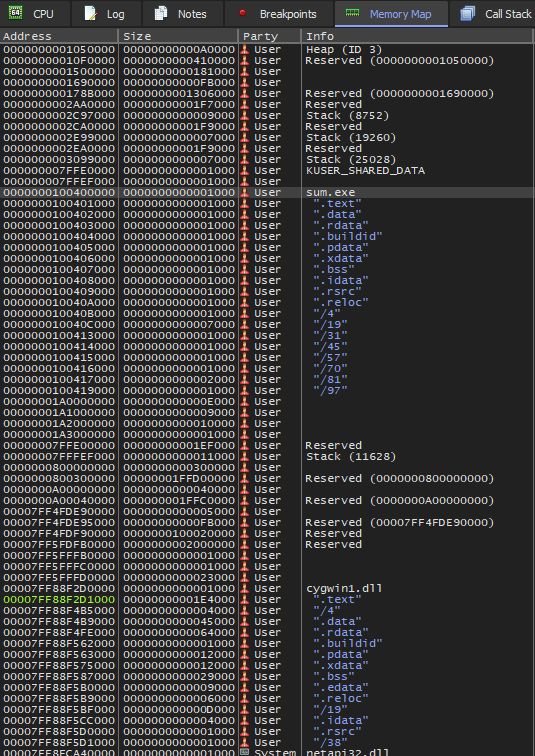 CPU Log Notes Breakpoints Memory Map Call Stack
Address Size Party Info
0000000001050000 00000000000A0000 User Heap (ID 3)
00000000010F0000 0000000000410000 User Reserved (0000000001050000)
0000000001500000 0000000000181000 User
0000000001690000 00000000000FB000 User
000000000178B000 0000000001306000 User Reserved (0000000001690000)
0000000002AA0000 00000000001F7000 User Reserved
0000000002C97000 0000000000009000 User Stack (8752)
0000000002CA0000 00000000001F9000 User Reserved
0000000002E99000 0000000000007000 User Stack (19260)
0000000002EA0000 00000000001F9000 User Reserved
0000000003099000 0000000000007000 User Stack (25028)
000000007FFE0000 0000000000001000 User KUSER_SHARED_DATA
000000007FFEF000 0000000000001000 User
0000000100400000 0000000000001000 User sum.exe
0000000100401000 0000000000001000 User ".text"
0000000100402000 0000000000001000 User ".data"
0000000100403000 0000000000001000 User ".rdata"
0000000100404000 0000000000001000 User ".buildid"
0000000100405000 0000000000001000 User ".pdata"
0000000100406000 0000000000001000 User ".xdata"
0000000100407000 0000000000001000 User ".bss"
0000000100408000 0000000000001000 User ".idata"
0000000100409000 0000000000001000 User ".rsrc"
000000010040A000 0000000000001000 User ".reloc"
000000010040B000 0000000000001000 User "/4"
000000010040C000 0000000000007000 User "/19"
0000000100413000 0000000000001000 User "/31"
0000000100414000 0000000000001000 User "/45"
0000000100415000 0000000000001000 User "/57"
0000000100416000 0000000000001000 User "/70"
0000000100417000 0000000000002000 User "/81"
0000000100419000 0000000000001000 User "/97"
00000001A0000000 000000000000E000 User
00000001A1000000 0000000000009000 User
00000001A2000000 0000000000010000 User
00000001A3000000 0000000000001000 User
00000007FFE00000 00000000001EF000 User Reserved
00000007FFFEF000 0000000000011000 User Stack (11628)
0000000800000000 0000000000300000 User
0000000800300000 000000001FFD00000 User Reserved (0000000800000000)
0000000A00000000 0000000000040000 User
0000000A00040000 000000001FFC0000 User Reserved (0000000A00000000)
00007FF4FDE90000 0000000000005000 User
00007FF4FDE95000 00000000000FB000 User Reserved (00007FF4FDE90000)
00007FF4FDF90000 0000000100020000 User Reserved
00007FF5FDFB0000 0000000002000000 User Reserved
00007FF5FFFB0000 0000000000001000 User
00007FF5FFFC0000 0000000000001000 User
00007FF5FFFD0000 0000000000023000 User
00007FF88F2D0000 0000000000001000 User cygwin1.dll
00007FF88F2D1000 00000000001E4000 User ".text"
00007FF88F4B5000 0000000000004000 User "/4"
00007FF88F4B9000 0000000000045000 User ".data"
00007FF88F4FE000 0000000000064000 User ".rdata"
00007FF88F562000 0000000000001000 User ".buildid"
00007FF88F563000 0000000000012000 User ".pdata"
00007FF88F575000 0000000000012000 User ".xdata"
00007FF88F587000 0000000000029000 User ".bss"
00007FF88F5B0000 0000000000009000 User ".edata"
00007FF88F5B9000 0000000000006000 User ".reloc"
00007FF88F5BF000 000000000000D000 User "/19"
00007FF88F5CC000 0000000000004000 User ".idata"
00007FF88F5D0000 0000000000001000 User ".rsrc"
00007FF88F5D1000 0000000000001000 User "/38"
00007FF88FCA4000 0000000000001000 System netapi32.dll